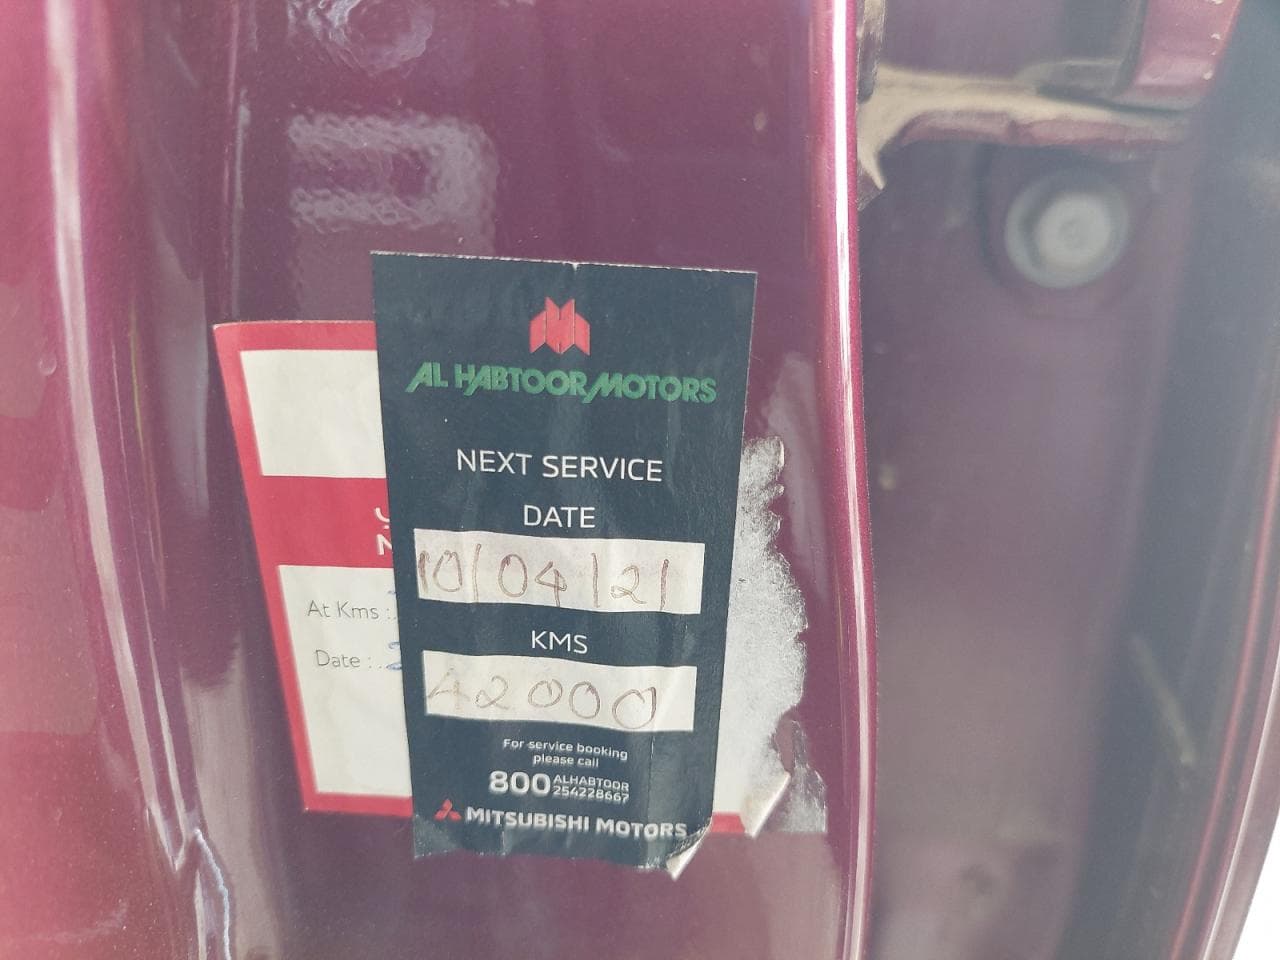 AL HABTOOR MOTORS
NEXT SERVICE
DATE
10/04/21
KMS
42000
For service booking
please call
800 ALHABTOOR
254228667
MITSUBISHI MOTORS
At Kms :
Date :